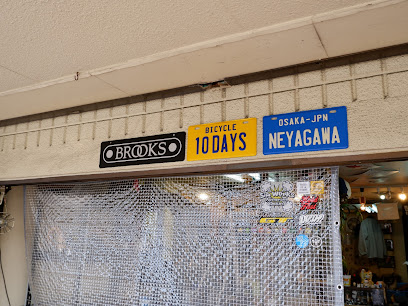 BROOKS
BICYCLE
10 DAYS
OSAKA-JPN
NEYAGAWA